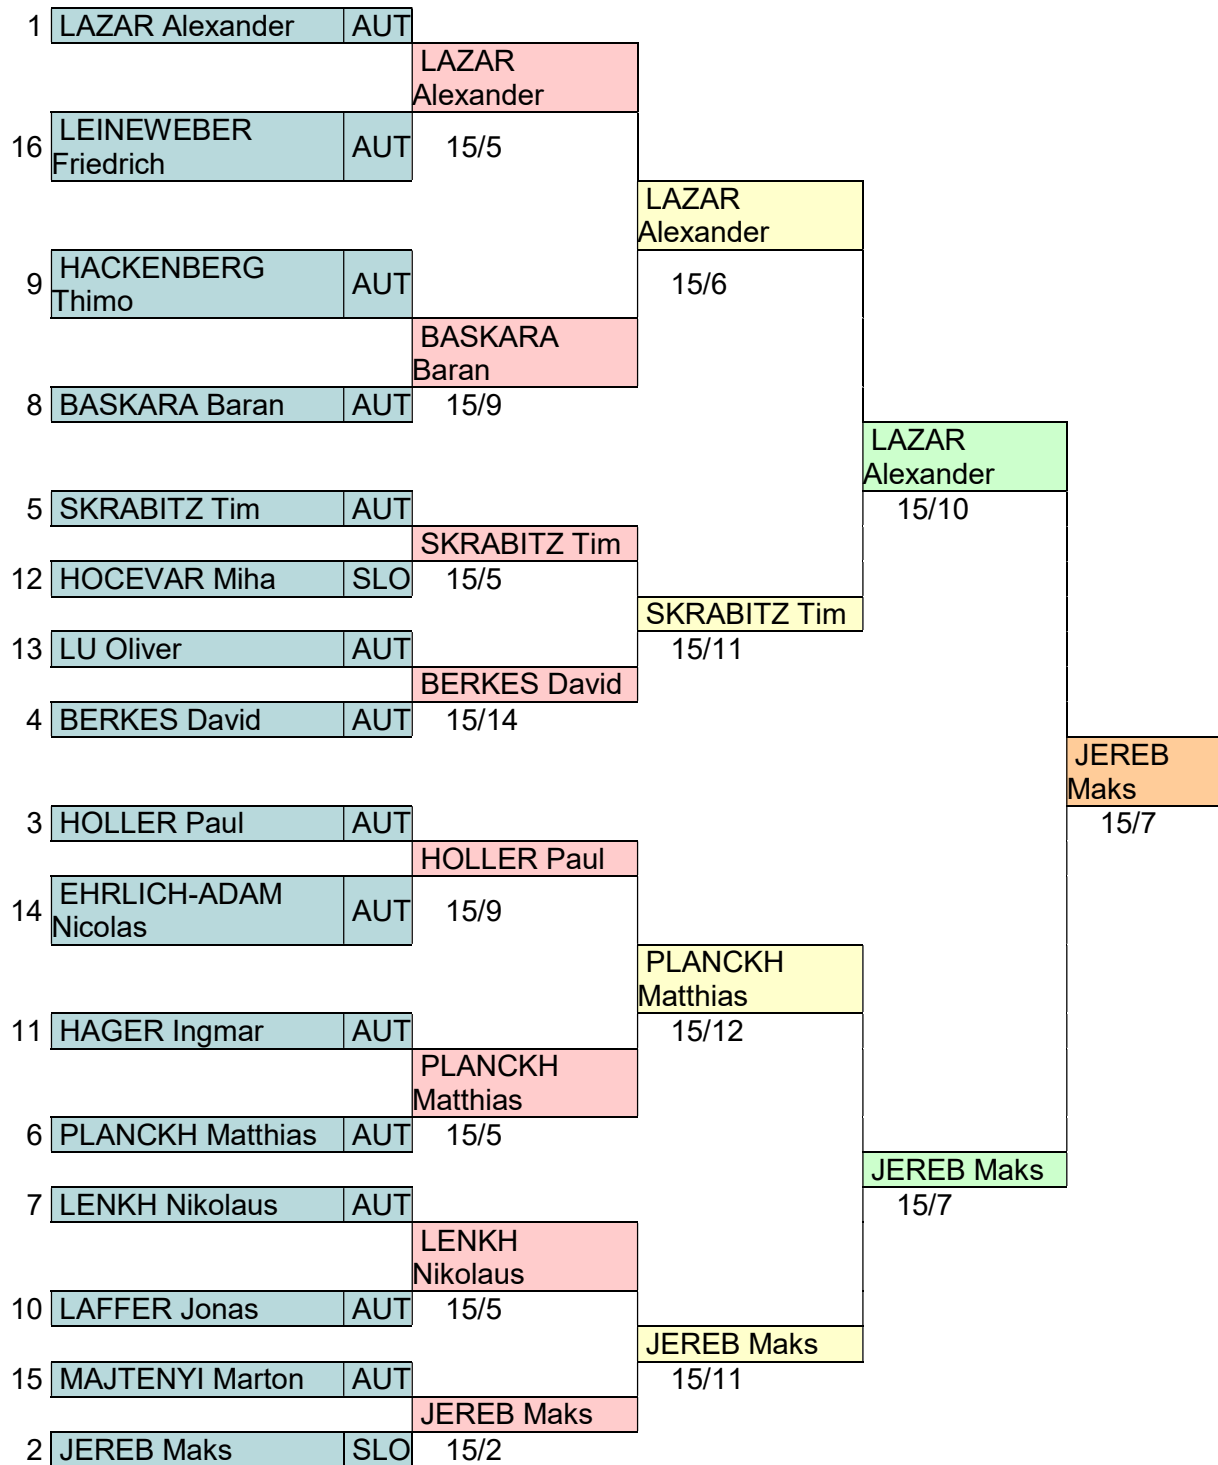 1 LAZAR Alexander AUT
LAZAR
Alexander
16 LEINEWEBER
Friedrich AUT 15/5
LAZAR
Alexander
9 HACKENBERG
Thimo AUT 15/6
BASKARA
Baran
8 BASKARA Baran AUT 15/9
LAZAR
Alexander
5 SKRABITZ Tim AUT 15/10
SKRABITZ Tim
12 HOCEVAR Miha SLO 15/5
SKRABITZ Tim
13 LU Oliver AUT 15/11
BERKES David
4 BERKES David AUT 15/14
JEREB
Maks
3 HOLLER Paul AUT 15/7
HOLLER Paul
14 EHRLICH-ADAM
Nicolas AUT 15/9
PLANCKH
Matthias
11 HAGER Ingmar AUT 15/12
PLANCKH
Matthias
6 PLANCKH Matthias AUT 15/5
JEREB Maks
7 LENKH Nikolaus AUT 15/7
LENKH
Nikolaus
10 LAFFER Jonas AUT 15/5
JEREB Maks
15 MAJTENYI Marton AUT 15/11
JEREB Maks
2 JEREB Maks SLO 15/2